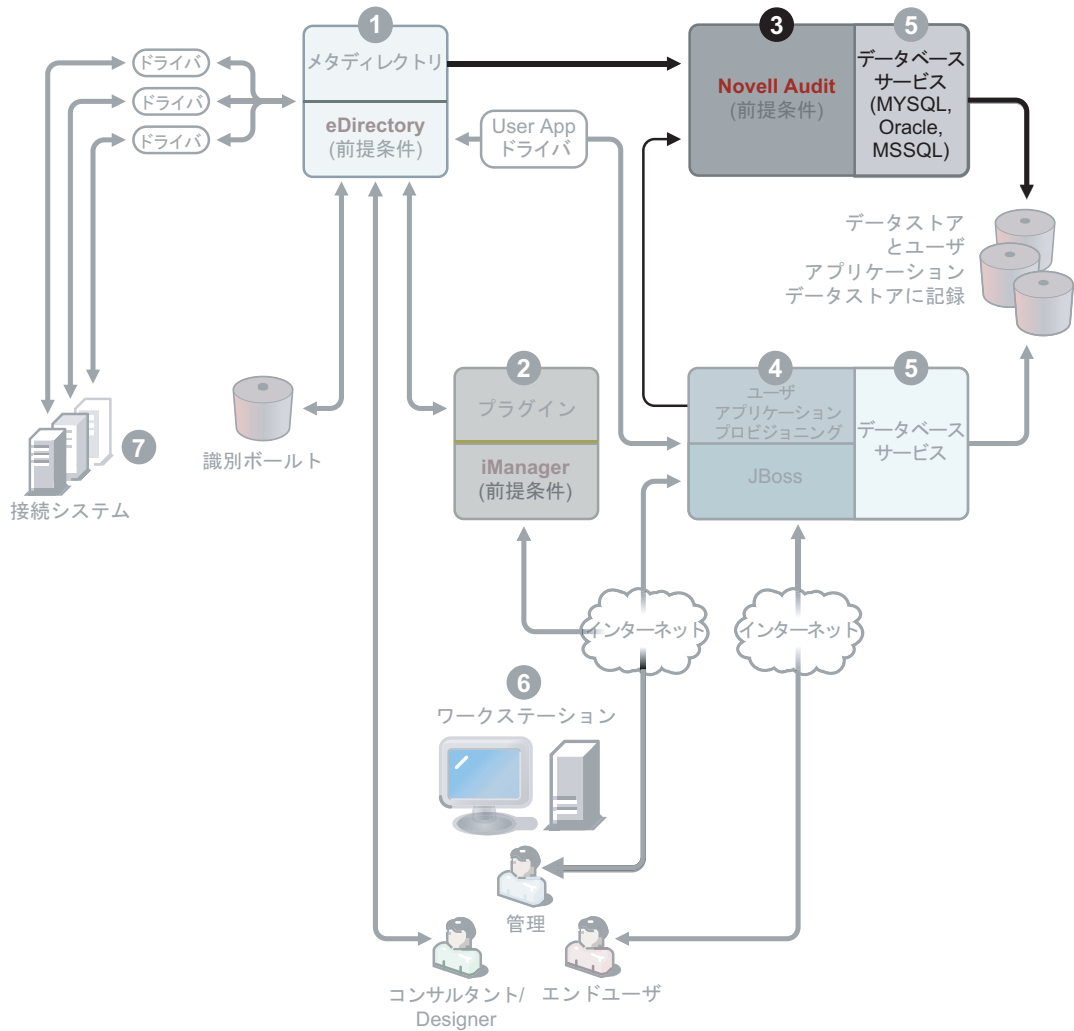 1
3
5
ドライバ
ドライバ
ドライバ
メタディレクトリ
eDirectory
(前提条件)
User App
ドライバ
Novell Audit
(前提条件)
データベース
サービス
(MYSQL,
Oracle,
MSSQL)
データストア
とユーザ
アプリケーション
データストアに記録
2
プラグイン
iManager
(前提条件)
4
5
ユーザ
アプリケーション
プロビジョニング
JBoss
データベース
サービス
識別ボールト
7
接続システム
インターネット
インターネット
6
ワークステーション
管理
コンサルタント/
Designer
エンドユーザ